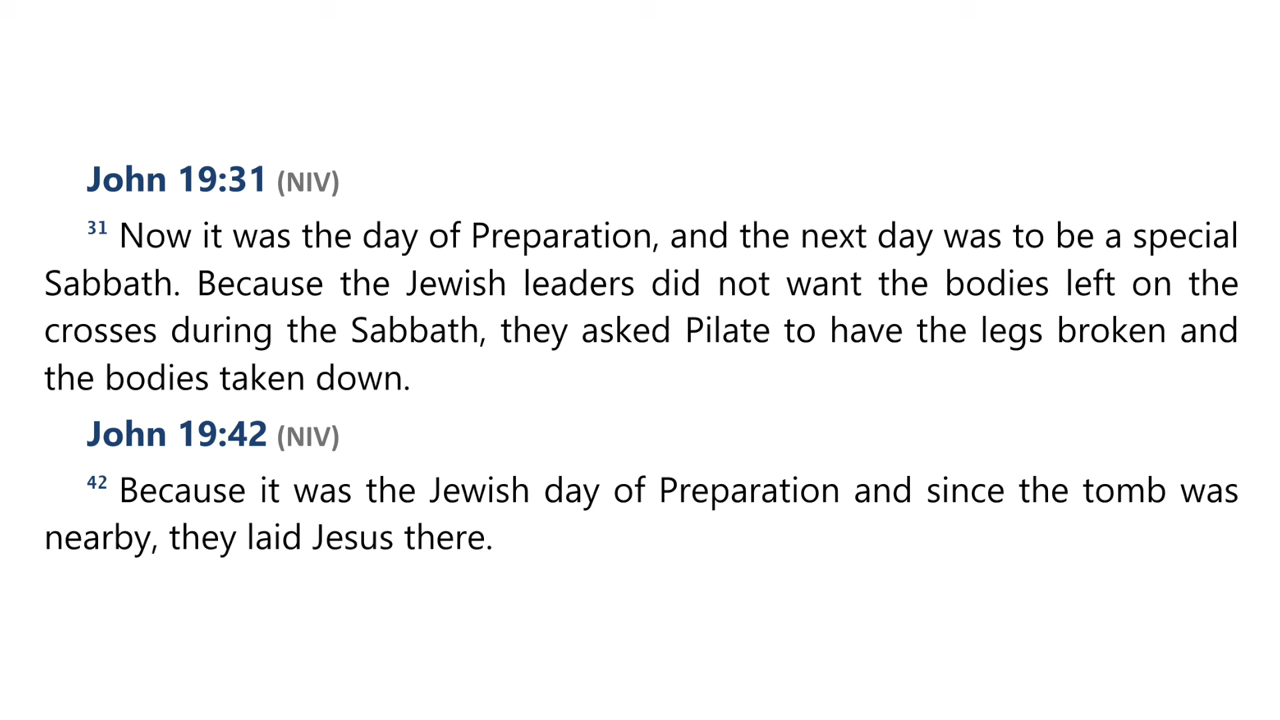 John 19:31 (NIV)
31 Now it was the day of Preparation, and the next day was to be a special
Sabbath. Because the Jewish leaders did not want the bodies left on the
crosses during the Sabbath, they asked Pilate to have the legs broken and
the bodies taken down.
John 19:42 (NIV)
42 Because it was the Jewish day of Preparation and since the tomb was
nearby, they laid Jesus there.